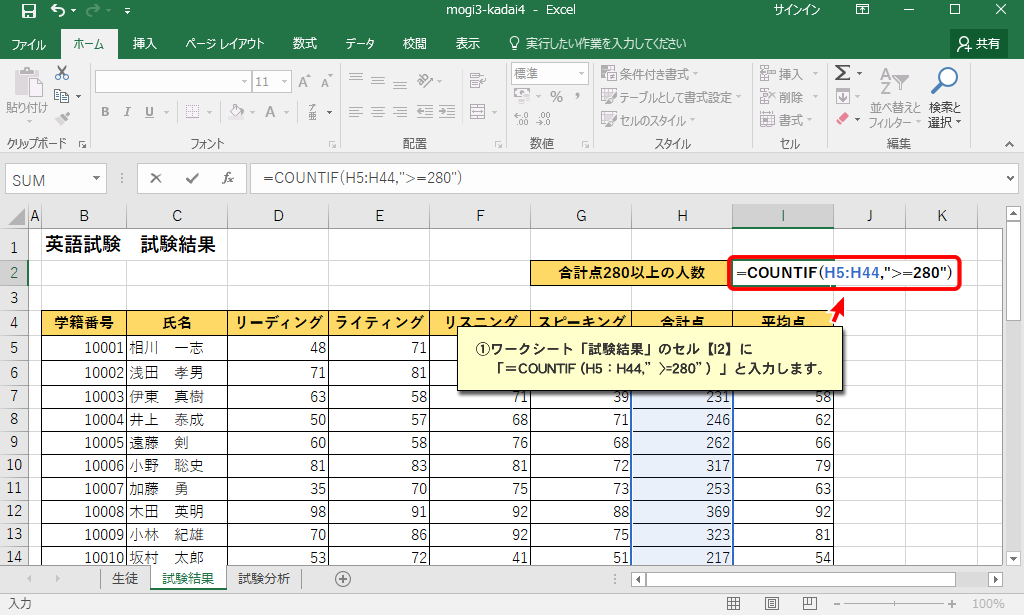 mogi3-kadai4 - Excel
サインイン
ファイル ホーム 挿入 ページ レイアウト 数式 データ 校閲 表示 実行したい作業を入力してください 共有
貼り付け
11
B I U
標準
%
条件付き書式
テーブルとして書式設定
セルのスタイル
挿入
削除
書式
並べ替えと
フィルター
検索と
選択
クリップボード フォント 配置 数値 スタイル セル 編集
SUM fx =COUNTIF(H5:H44,">=280")
A B C D E F G H I J K
1 英語試験 試験結果
2 合計点280以上の人数 =COUNTIF(H5:H44,">=280")
3
4 学籍番号 氏名 リーディング ライティング リスニング スピーキング 合計点 平均点
①ワークシート「試験結果」のセル【I2】に
「＝COUNTIF（H5：H44,”>=280”）」と入力します。
5 10001 相川 一志 48 71
6 10002 浅田 孝男 71 81
7 10003 伊東 真樹 63 58 71 39 231 58
8 10004 井上 泰成 50 57 68 71 246 62
9 10005 遠藤 剣 60 58 76 68 262 66
10 10006 小野 聡史 81 83 81 72 317 79
11 10007 加藤 勇 35 70 75 73 253 63
12 10008 木田 英明 98 91 92 88 369 92
13 10009 小林 紀雄 70 86 92 75 323 81
14 10010 坂村 太郎 53 72 41 51 217 54
生徒 試験結果 試験分析
入力 100%